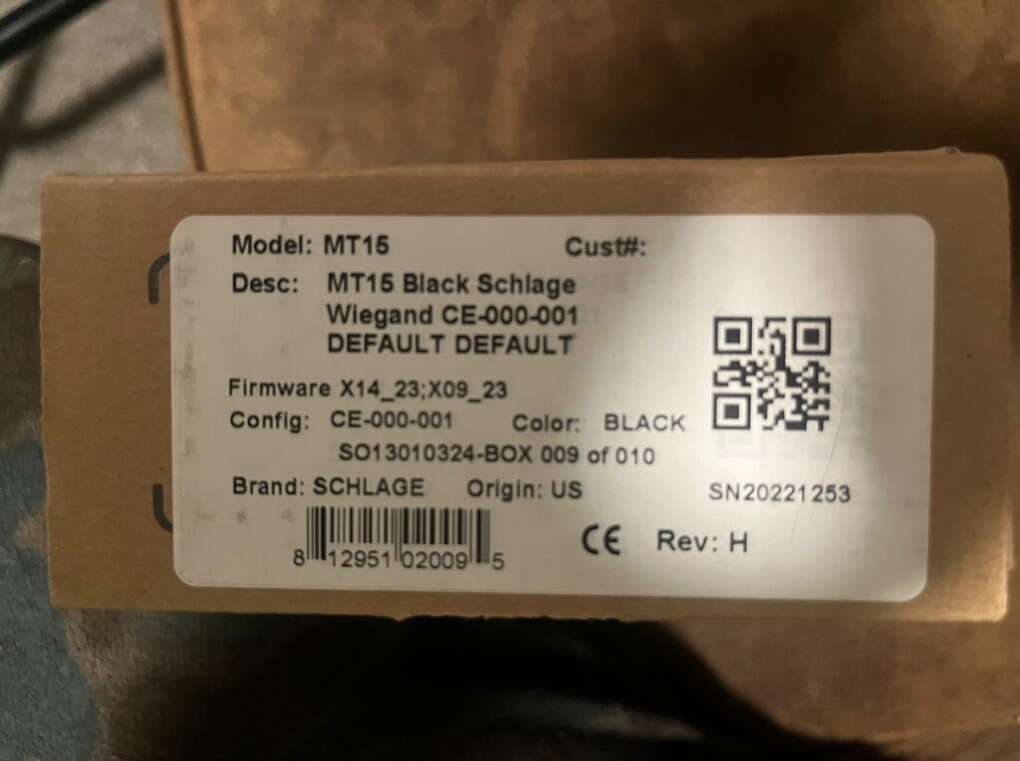 Model: MT15 Cust#:
Desc: MT15 Black Schlage
Wiegand CE-000-001
DEFAULT DEFAULT
Firmware X14_23;X09_23
Config: CE-000-001 Color: BLACK
SO13010324-BOX 009 of 010
Brand: SCHLAGE Origin: US
SN20221253
8 12951 02009 5
CE Rev: H